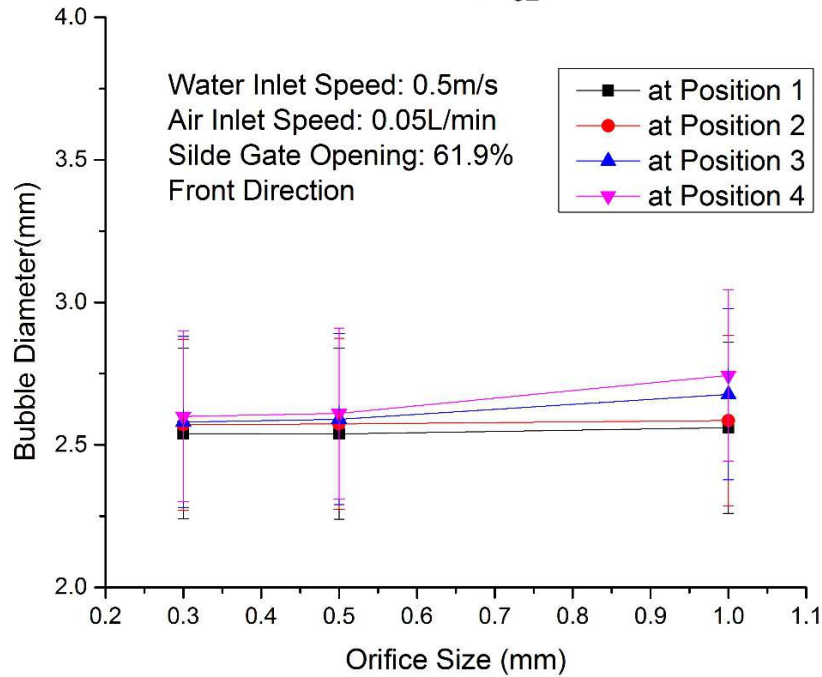 4.0
3.5
3.0
2.5
2.0
Bubble Diameter(mm)
Water Inlet Speed: 0.5m/s
Air Inlet Speed: 0.05L/min
Silde Gate Opening: 61.9%
Front Direction
at Position 1
at Position 2
at Position 3
at Position 4
0.2 0.3 0.4 0.5 0.6 0.7 0.8 0.9 1.0 1.1
Orifice Size (mm)